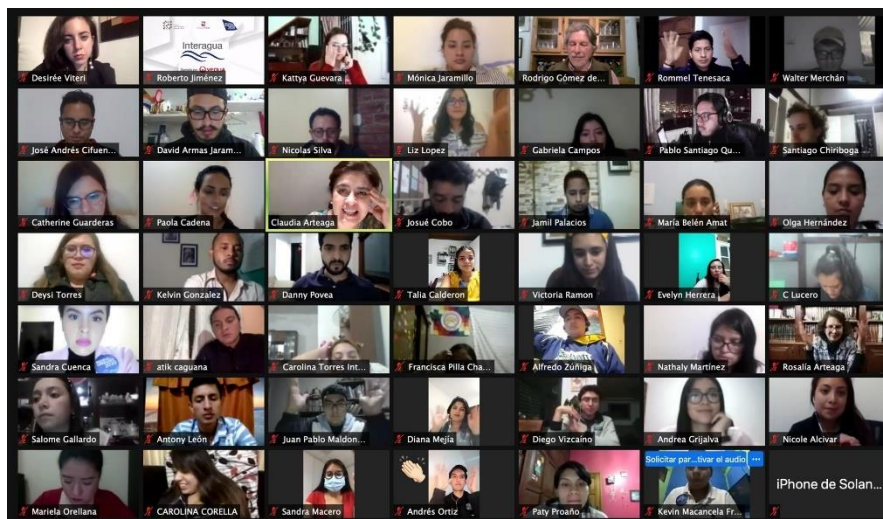 Desirée Viteri
Interagua
Roberto Jiménez
Kattya Guevara
Mónica Jaramillo
Rodrigo Gómez de...
Rommel Tenesaca
Walter Merchán
José Andrés Cifuen...
David Armas Jaram...
Nicolas Silva
Liz Lopez
Gabriela Campos
Pablo Santiago Qu...
Santiago Chiriboga
Catherine Guarderas
Paola Cadena
Claudia Arteaga
Josué Cobo
Jamil Palacios
María Belén Amat
Olga Hernández
Deysi Torres
Kelvin Gonzalez
Danny Povea
Talia Calderon
Victoria Ramon
Evelyn Herrera
C Lucero
Sandra Cuenca
atik caguana
Carolina Torres Int...
Francisca Pilla Cha...
Alfredo Zúñiga
Nathaly Martínez
Rosalía Arteaga
Salome Gallardo
Antony León
Juan Pablo Maldon...
Diana Mejía
Diego Vizcaíno
Andrea Grijalva
Nicole Alcivar
Mariela Orellana
CAROLINA CORELLA
Sandra Macero
Andrés Ortiz
Paty Proaño
Solicitar par...tivar el audio
Kevin Macancela Fr...
iPhone de Solan...